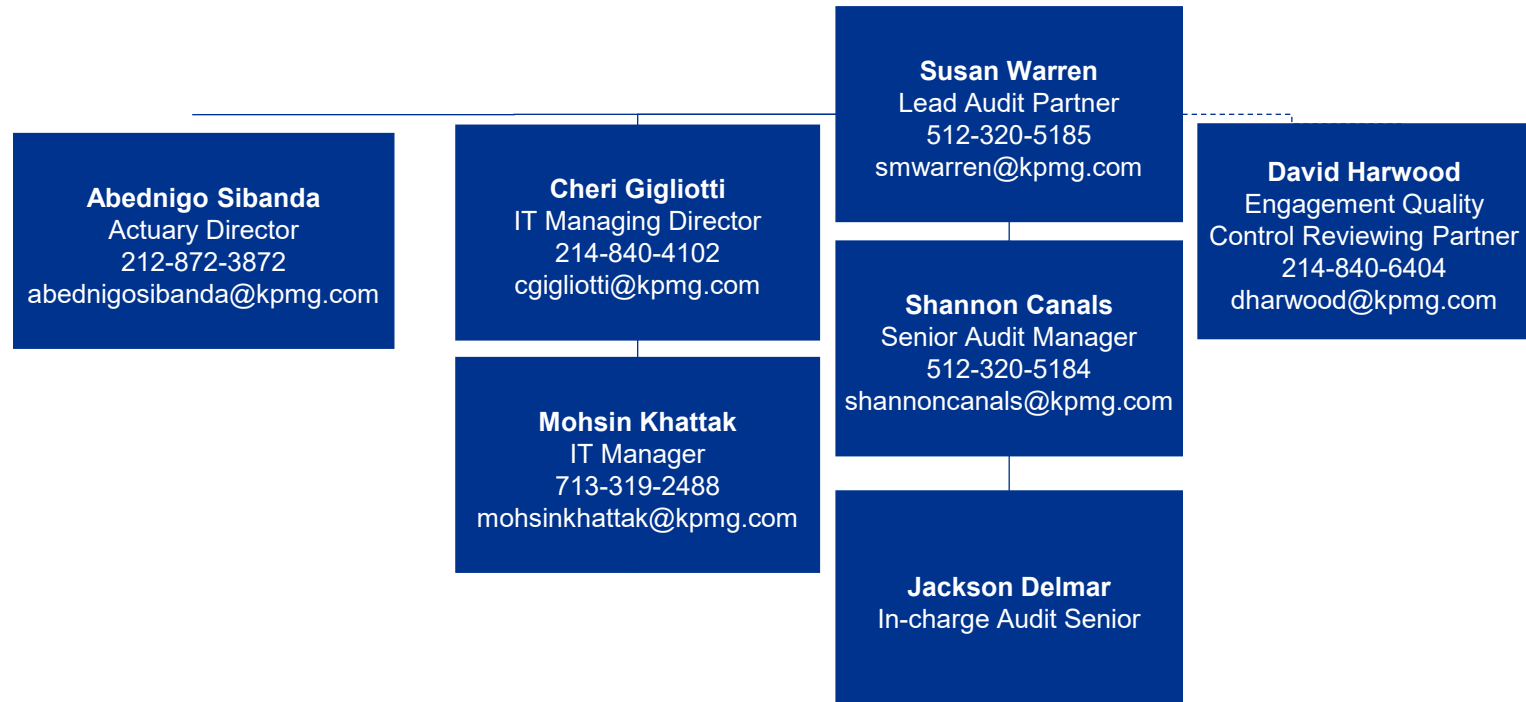 Susan Warren
Lead Audit Partner
512-320-5185
smwarren@kpmg.com
Abednigo Sibanda
Actuary Director
212-872-3872
abednigosibanda@kpmg.com
Cheri Gigliotti
IT Managing Director
214-840-4102
cgigliotti@kpmg.com
David Harwood
Engagement Quality
Control Reviewing Partner
214-840-6404
dharwood@kpmg.com
Shannon Canals
Senior Audit Manager
512-320-5184
shannoncanals@kpmg.com
Mohsin Khattak
IT Manager
713-319-2488
mohsinkhattak@kpmg.com
Jackson Delmar
In-charge Audit Senior